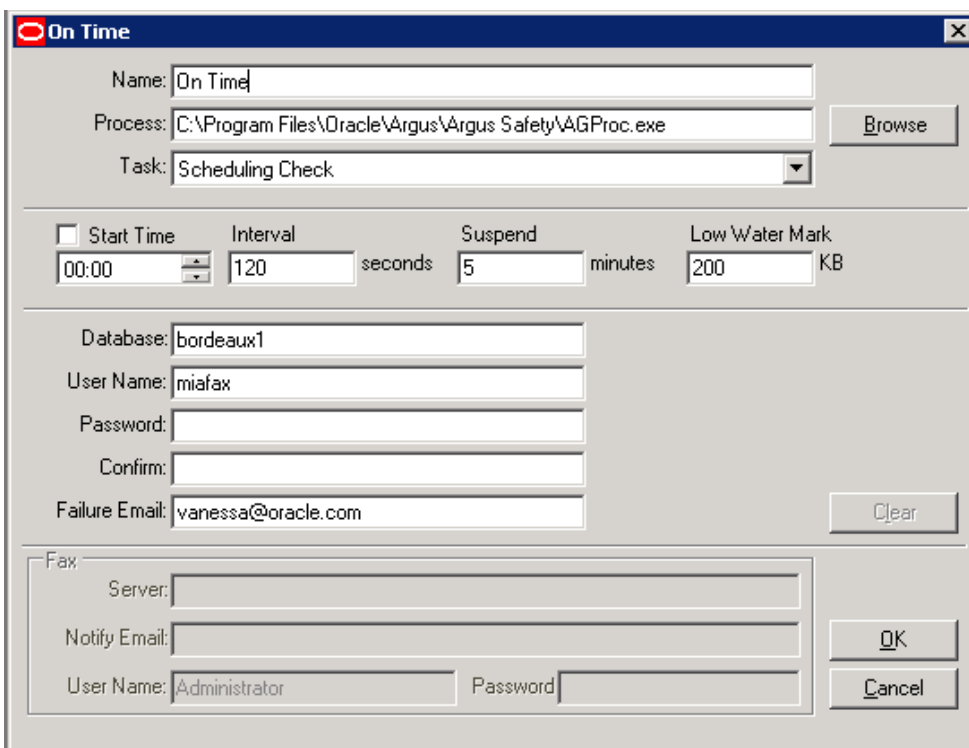 On Time
Name: On Time
Process: C:\Program Files\Oracle\Argus\Argus Safety\AGProc.exe Browse
Task: Scheduling Check
Start Time Interval Suspend Low Water Mark
00:00 120 seconds 5 minutes 200 KB
Database: bordeaux1
User Name: miafax
Password:
Confirm:
Failure Email: vanessa@oracle.com Clear
Fax
Server:
Notify Email: OK
User Name: Administrator Password Cancel